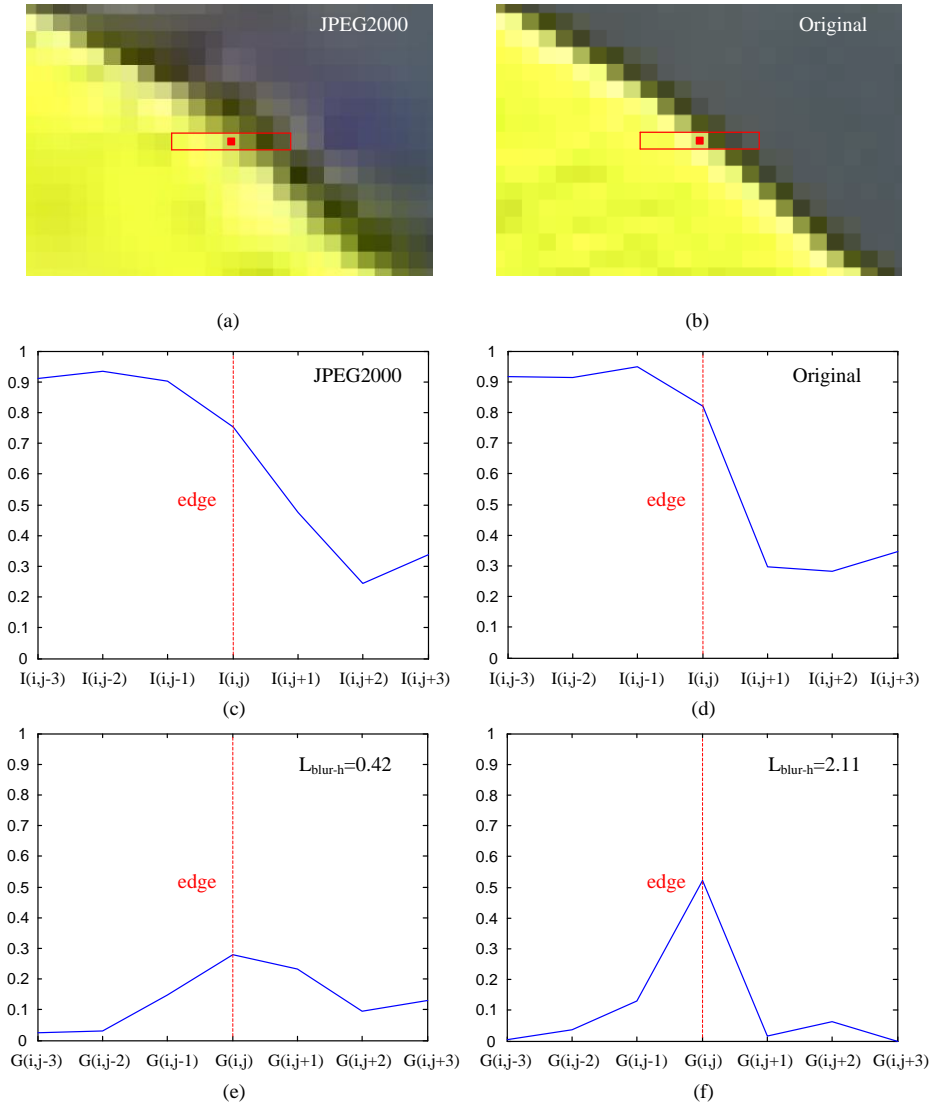 JPEG2000
Original
(a)
(b)
1
0.9
0.8
0.7
0.6
0.5
0.4
0.3
0.2
0.1
0
JPEG2000
edge
I(i,j-3) I(i,j-2) I(i,j-1) I(i,j) I(i,j+1) I(i,j+2) I(i,j+3)
(c)
1
0.9
0.8
0.7
0.6
0.5
0.4
0.3
0.2
0.1
0
Original
edge
I(i,j-3) I(i,j-2) I(i,j-1) I(i,j) I(i,j+1) I(i,j+2) I(i,j+3)
(d)
1
0.9
0.8
0.7
0.6
0.5
0.4
0.3
0.2
0.1
0
Lblur-h=0.42
edge
G(i,j-3) G(i,j-2) G(i,j-1) G(i,j) G(i,j+1) G(i,j+2) G(i,j+3)
(e)
1
0.9
0.8
0.7
0.6
0.5
0.4
0.3
0.2
0.1
0
Lblur-h=2.11
edge
G(i,j-3) G(i,j-2) G(i,j-1) G(i,j) G(i,j+1) G(i,j+2) G(i,j+3)
(f)